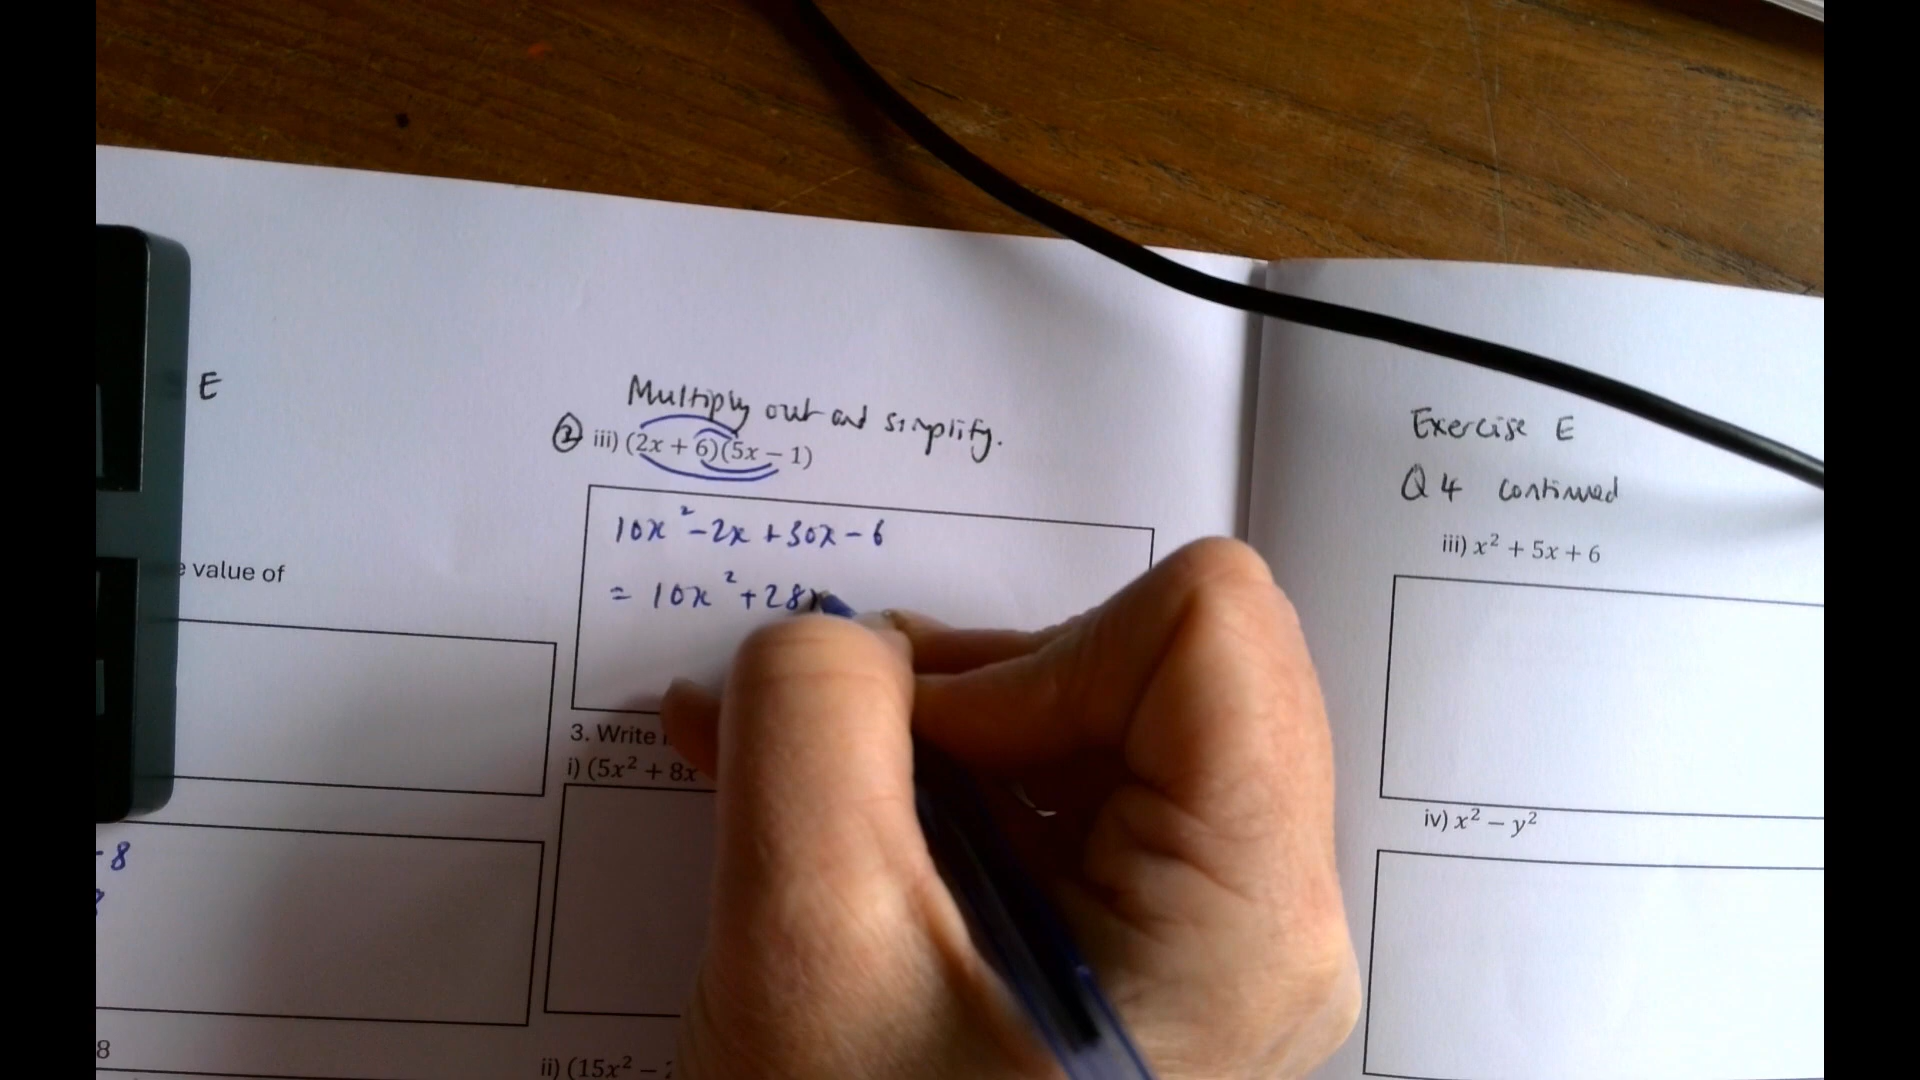 E
e value of
- 8
8
Multiply out and simplify.
② iii) (2x + 6)(5x − 1)
10x² - 2x + 30x - 6
= 10x² + 28x
3. Write
i) (5x² + 8x
ii) (15x² −
Exercise E
Q4 continued
iii) x² + 5x + 6
iv) x² − y²